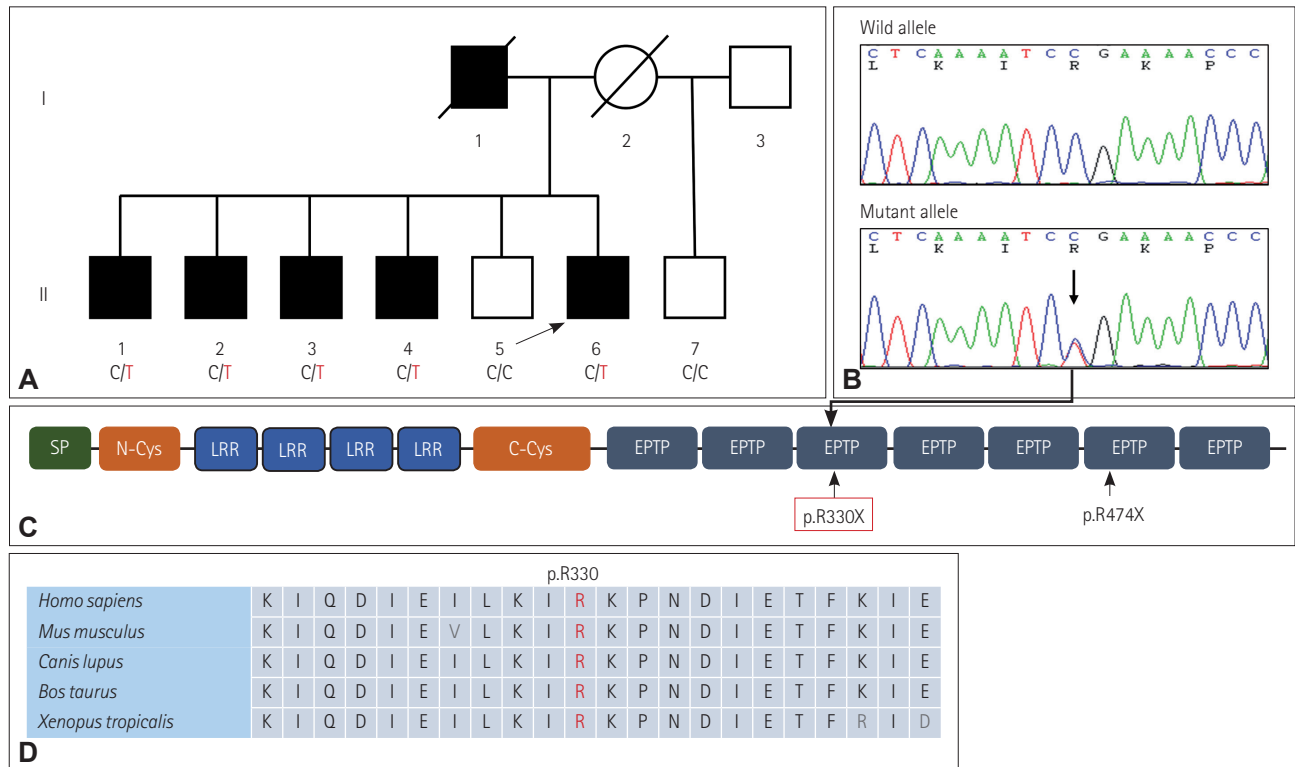 I
1
2
3
II
1 2 3 4 5 6 7
C/T C/T C/T C/T C/C C/T C/C
A
Wild allele
C T C A A A A T C C G A A A A C C C
L K I R K P
Mutant allele
C T C A A A A T C C G A A A A C C C
L K I R K P
B
SP N-Cys LRR LRR LRR LRR C-Cys EPTP EPTP EPTP EPTP EPTP EPTP EPTP
p.R330X p.R474X
C
p.R330
Homo sapiens K I Q D I E I L K I R K P N D I E T F K I E
Mus musculus K I Q D I E V L K I R K P N D I E T F K I E
Canis lupus K I Q D I E I L K I R K P N D I E T F K I E
Bos taurus K I Q D I E I L K I R K P N D I E T F K I E
Xenopus tropicalis K I Q D I E I L K I R K P N D I E T F R I D
D